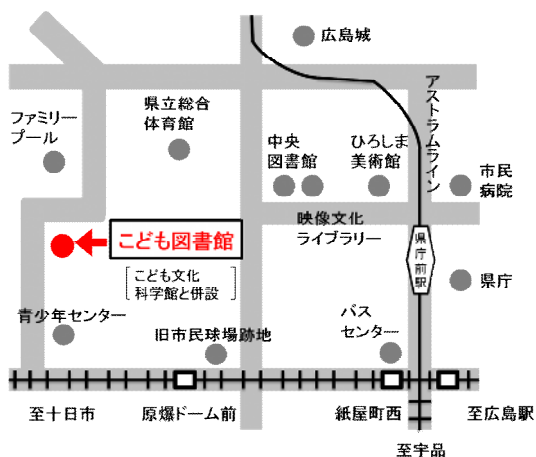 広島城
アストラムライン
県立総合
体育館
ファミリー
プール
中央
図書館
ひろしま
美術館
市民
病院
映像文化
ライブラリー
こども図書館
こども文化
科学館と併設
県庁前駅
県庁
青少年センター
旧市民球場跡地
バス
センター
至十日市
原爆ドーム前
紙屋町西
至広島駅
至宇品